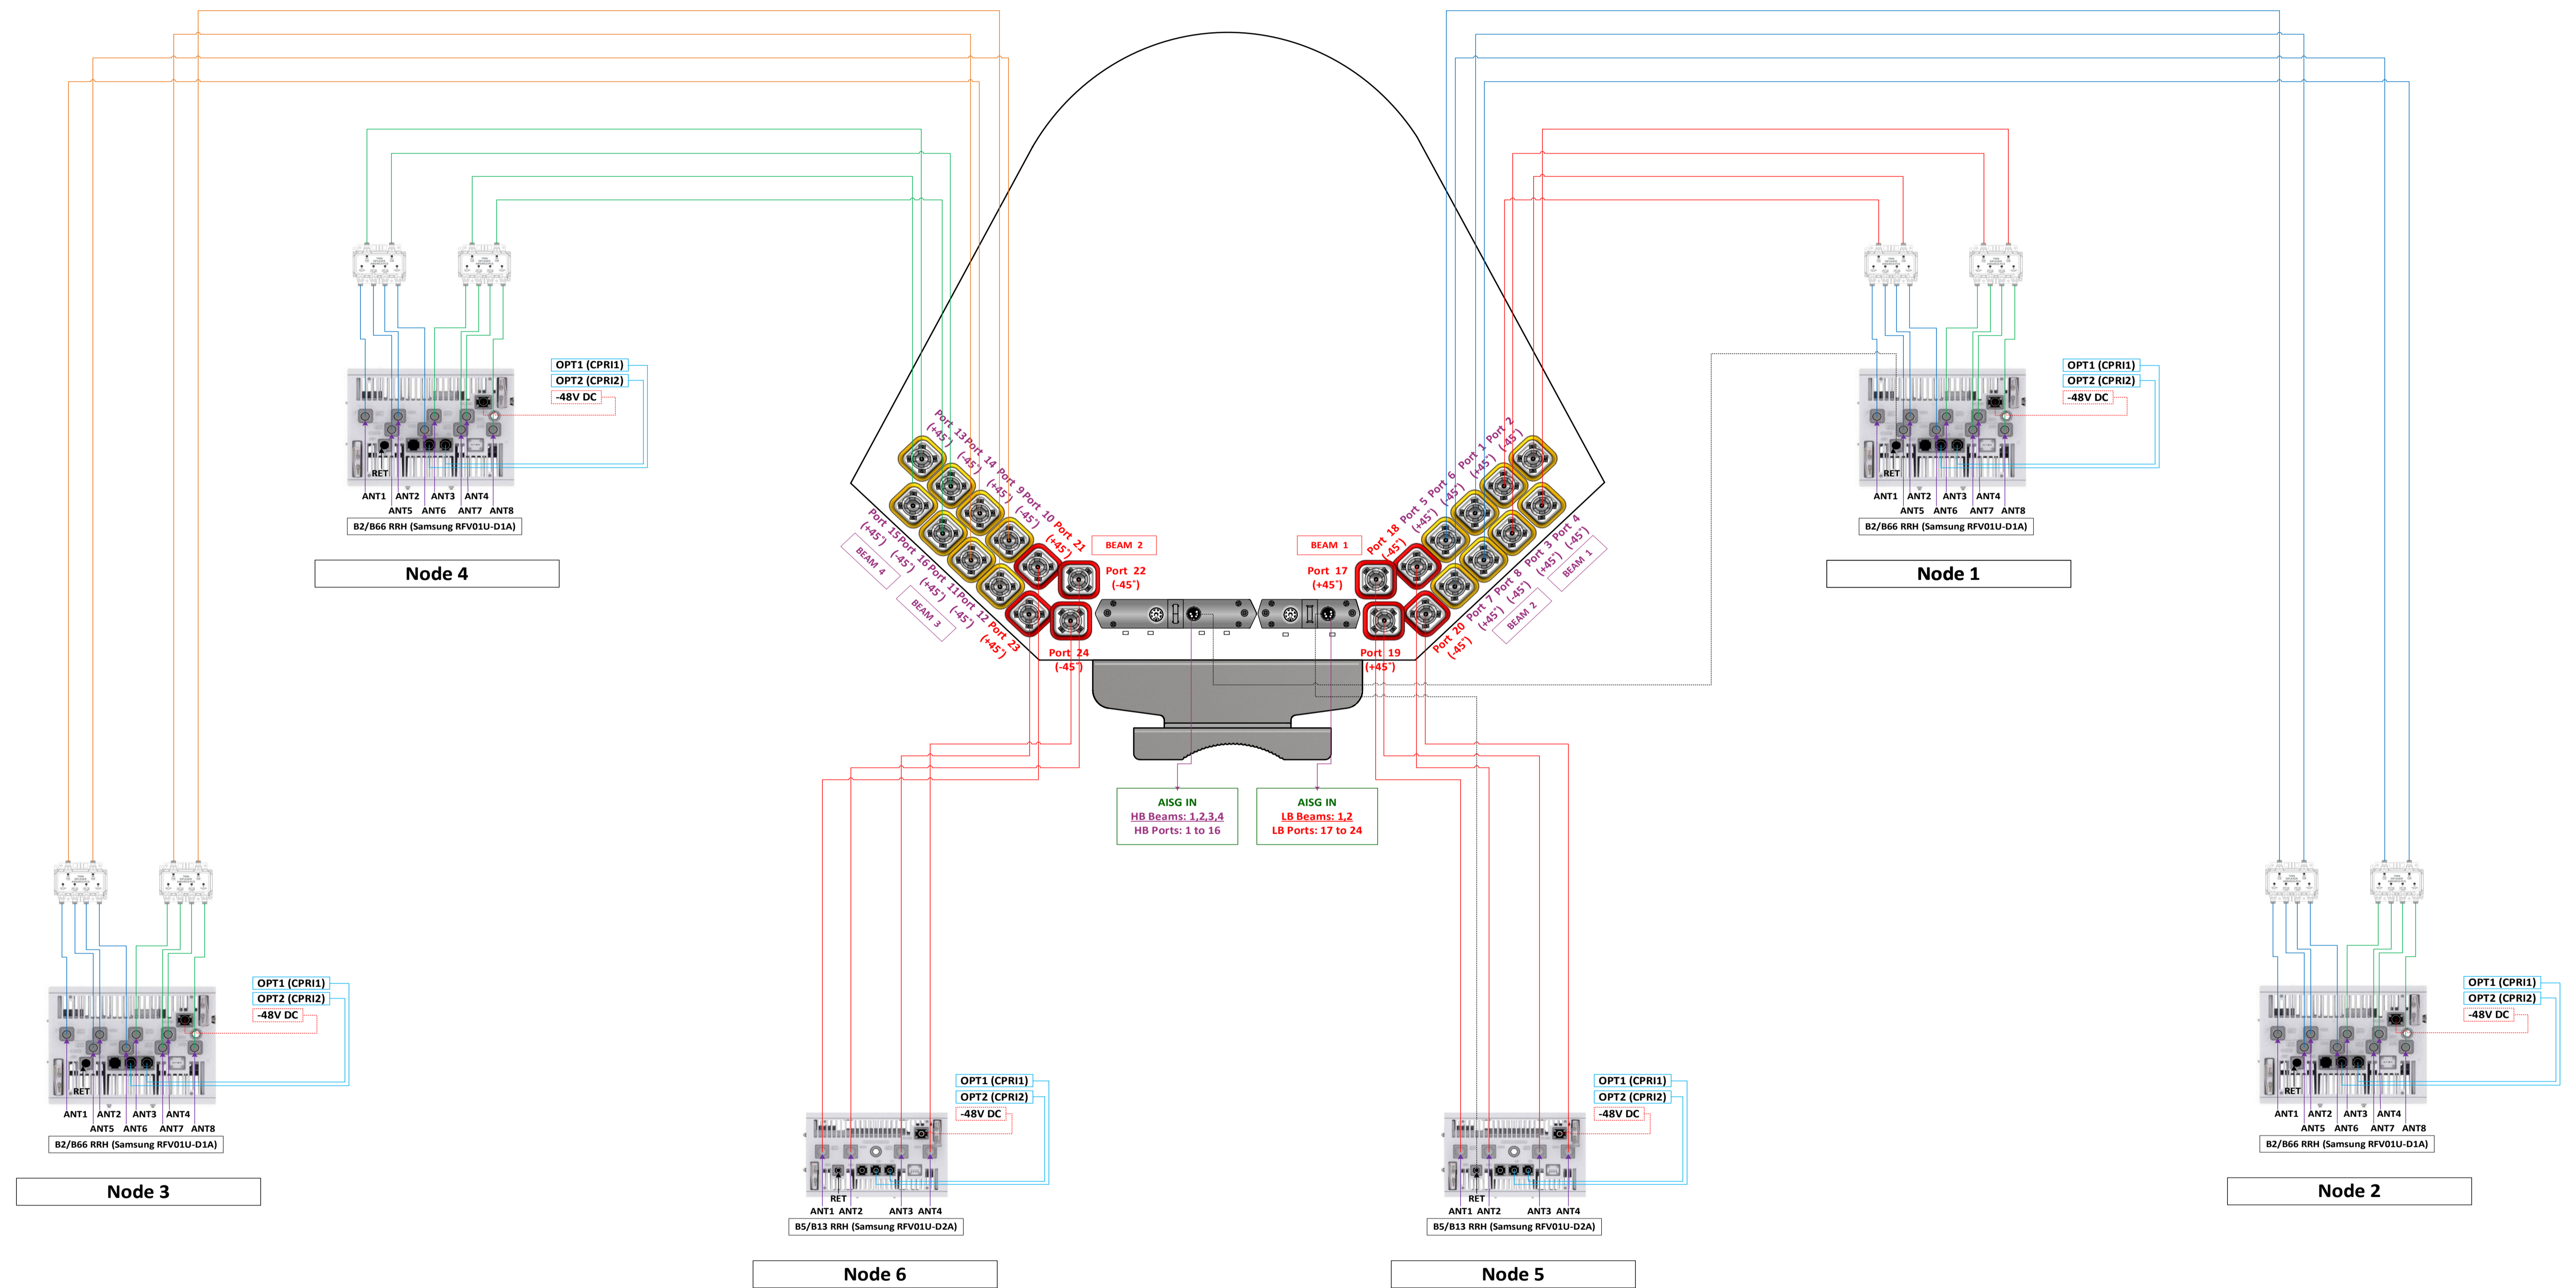 OPT1 (CPRI1)
OPT2 (CPRI2)
-48V DC
RET
ANT1 ANT2 ANT3 ANT4
ANT5 ANT6 ANT7 ANT8
B2/B66 RRH (Samsung RFV01U-D1A)
Node 4
OPT1 (CPRI1)
OPT2 (CPRI2)
-48V DC
RET
ANT1 ANT2 ANT3 ANT4
ANT5 ANT6 ANT7 ANT8
B2/B66 RRH (Samsung RFV01U-D1A)
Node 1
Port 13
(+45°)
Port 14
(-45°)
Port 9
(+45°)
Port 10
(-45°)
Port 21
(+45°)
BEAM 2
Port 22
(-45°)
Port 15
(+45°)
Port 16
(-45°)
Port 11
(+45°)
Port 12
(-45°)
Port 23
(+45°)
Port 24
(-45°)
BEAM 4
BEAM 3
Port 2
(-45°)
Port 1
(+45°)
Port 6
(-45°)
Port 5
(+45°)
Port 18
(-45°)
BEAM 1
Port 17
(+45°)
Port 4
(-45°)
Port 3
(+45°)
Port 8
(-45°)
Port 7
(+45°)
Port 20
(-45°)
Port 19
(+45°)
BEAM 1
BEAM 2
AISG IN
HB Beams: 1,2,3,4
HB Ports: 1 to 16
AISG IN
LB Beams: 1,2
LB Ports: 17 to 24
OPT1 (CPRI1)
OPT2 (CPRI2)
-48V DC
RET
ANT1 ANT2 ANT3 ANT4
ANT5 ANT6 ANT7 ANT8
B2/B66 RRH (Samsung RFV01U-D1A)
Node 3
OPT1 (CPRI1)
OPT2 (CPRI2)
-48V DC
RET
ANT1 ANT2 ANT3 ANT4
B5/B13 RRH (Samsung RFV01U-D2A)
Node 6
OPT1 (CPRI1)
OPT2 (CPRI2)
-48V DC
RET
ANT1 ANT2 ANT3 ANT4
B5/B13 RRH (Samsung RFV01U-D2A)
Node 5
OPT1 (CPRI1)
OPT2 (CPRI2)
-48V DC
RET
ANT1 ANT2 ANT3 ANT4
ANT5 ANT6 ANT7 ANT8
B2/B66 RRH (Samsung RFV01U-D1A)
Node 2